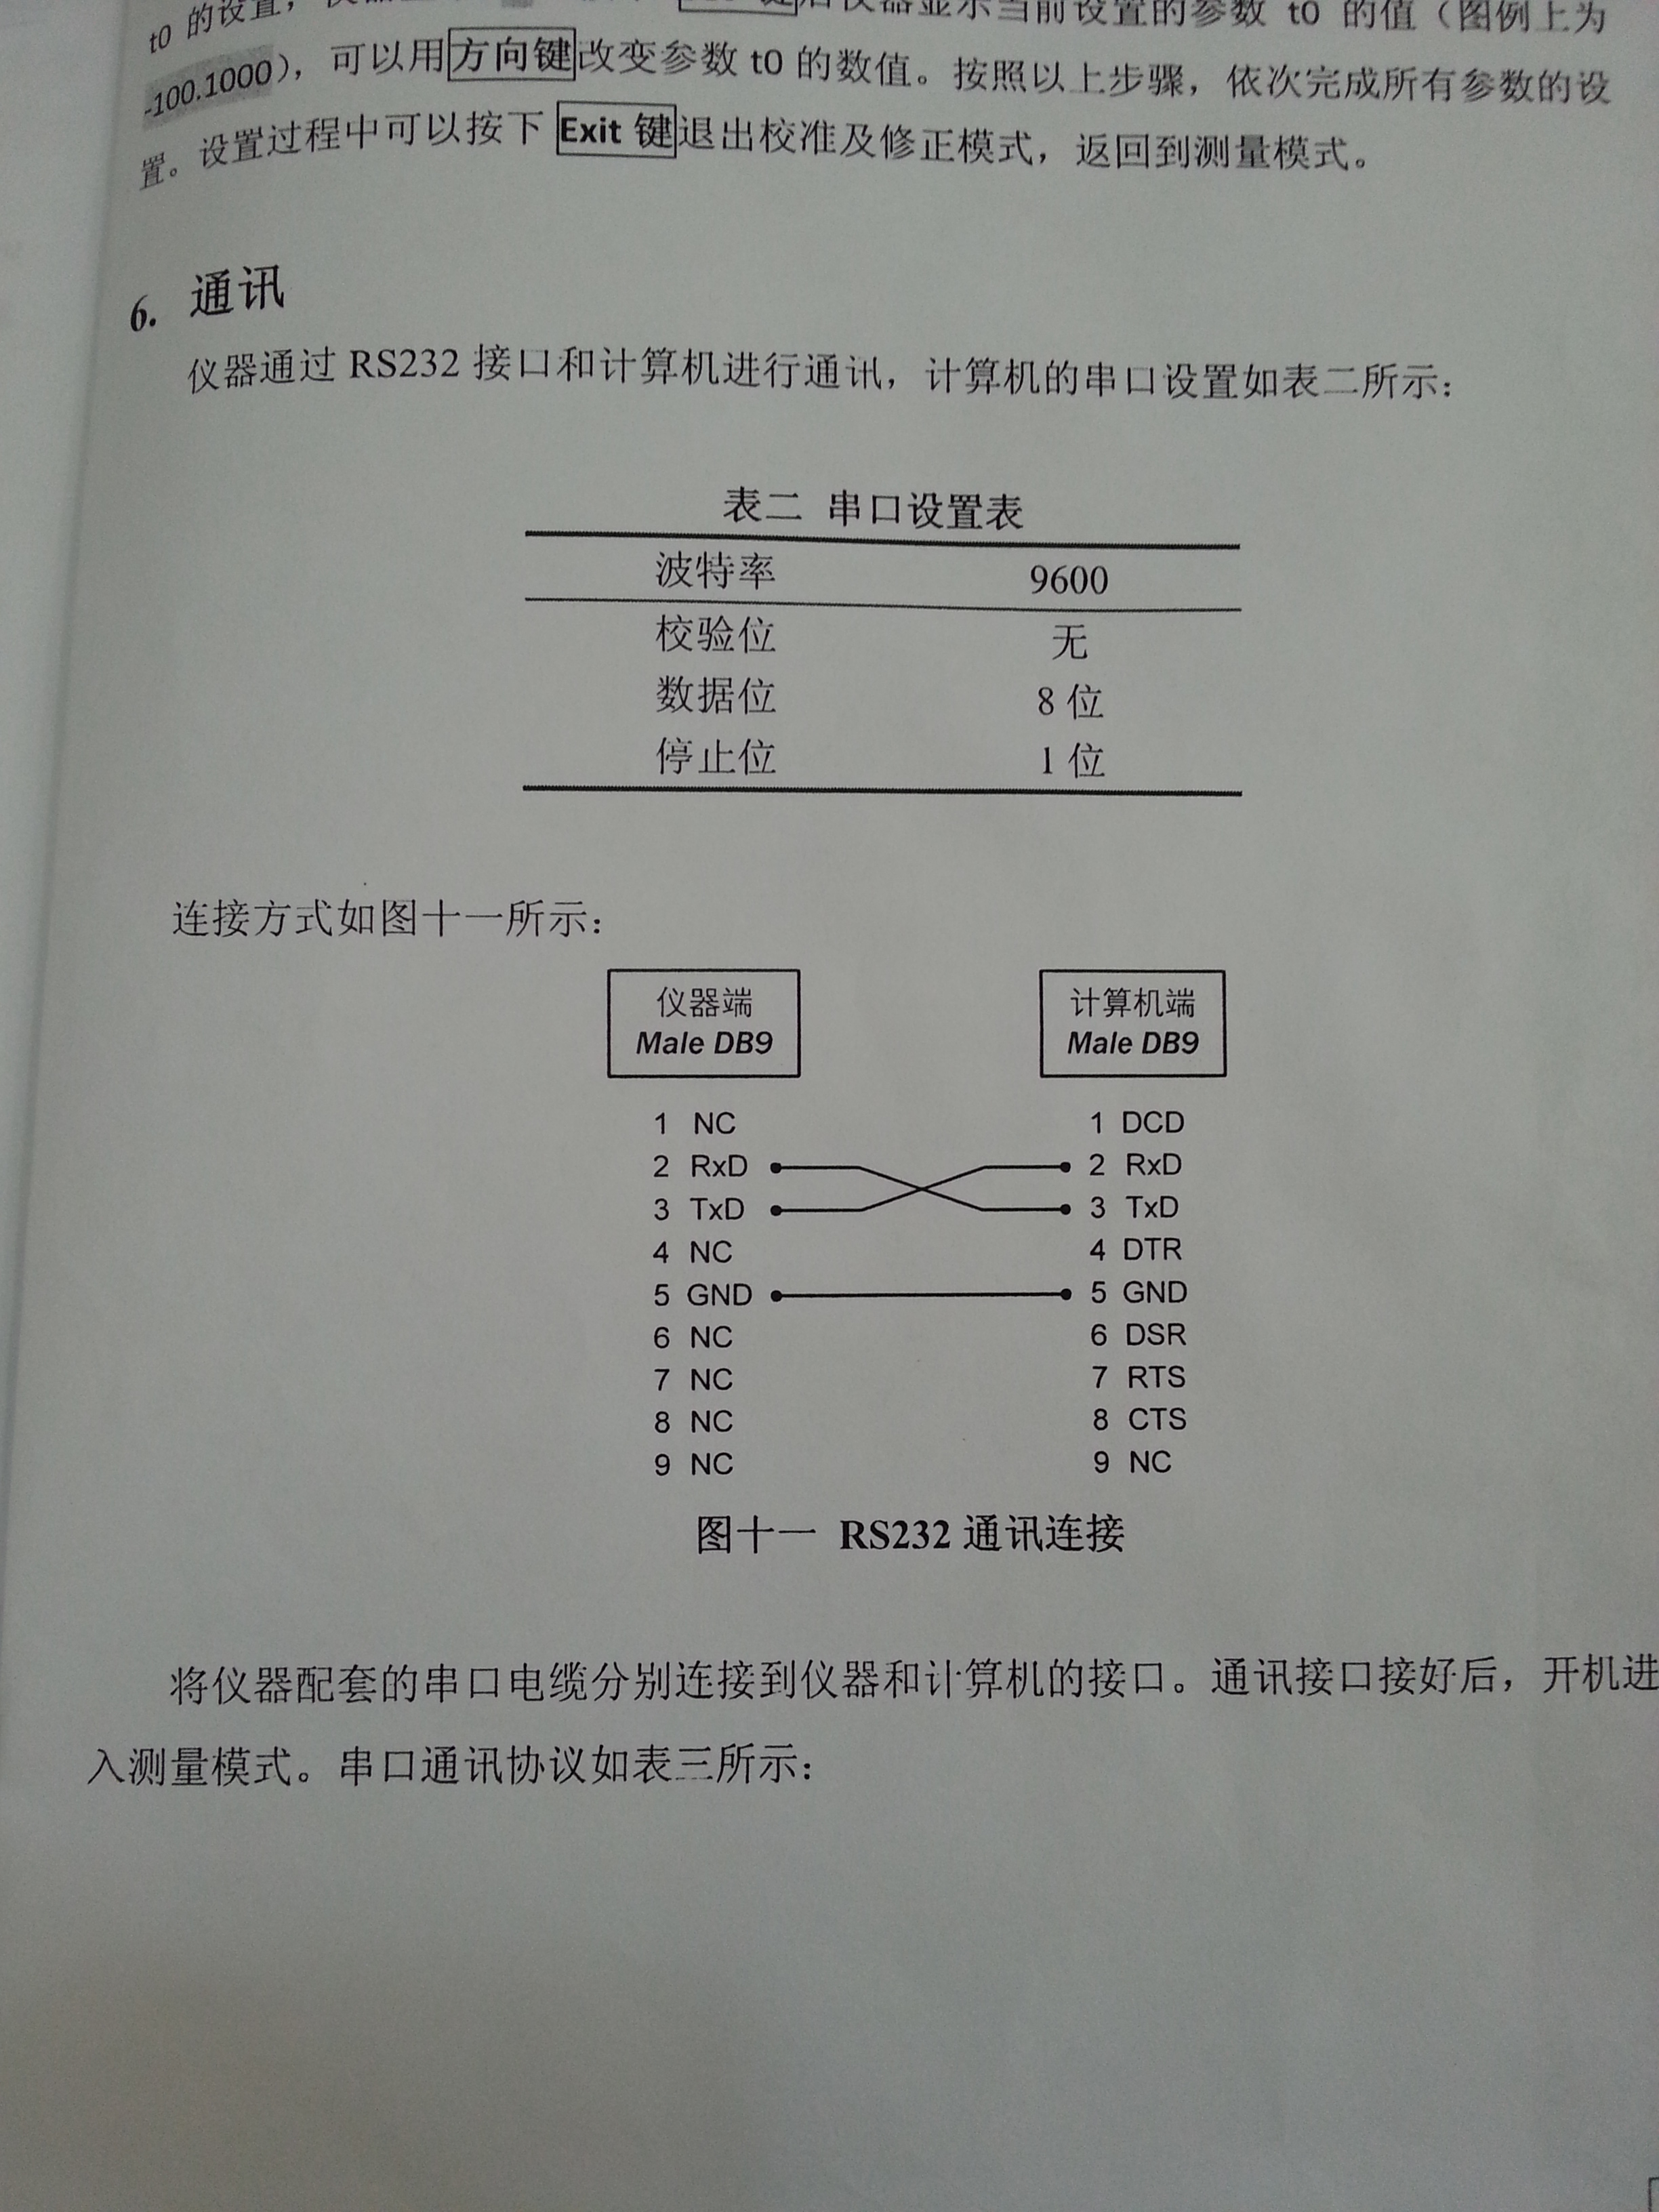 t0 的设置，仪器
后仪器显示当前设置的参数 t0 的值（图例上为
-100.1000），可以用方向键改变参数 t0 的数值。按照以上步骤，依次完成所有参数的设
置。设置过程中可以按下 Exit 键退出校准及修正模式，返回到测量模式。
6. 通讯
仪器通过 RS232 接口和计算机进行通讯，计算机的串口设置如表二所示：
表二 串口设置表
波特率 9600
校验位 无
数据位 8 位
停止位 1 位
连接方式如图十一所示：
仪器端 计算机端
Male DB9 Male DB9
1 NC 1 DCD
2 RxD 2 RxD
3 TxD 3 TxD
4 NC 4 DTR
5 GND 5 GND
6 NC 6 DSR
7 NC 7 RTS
8 NC 8 CTS
9 NC 9 NC
图十一 RS232 通讯连接
将仪器配套的串口电缆分别连接到仪器和计算机的接口。通讯接口接好后，开机进
入测量模式。串口通讯协议如表三所示：